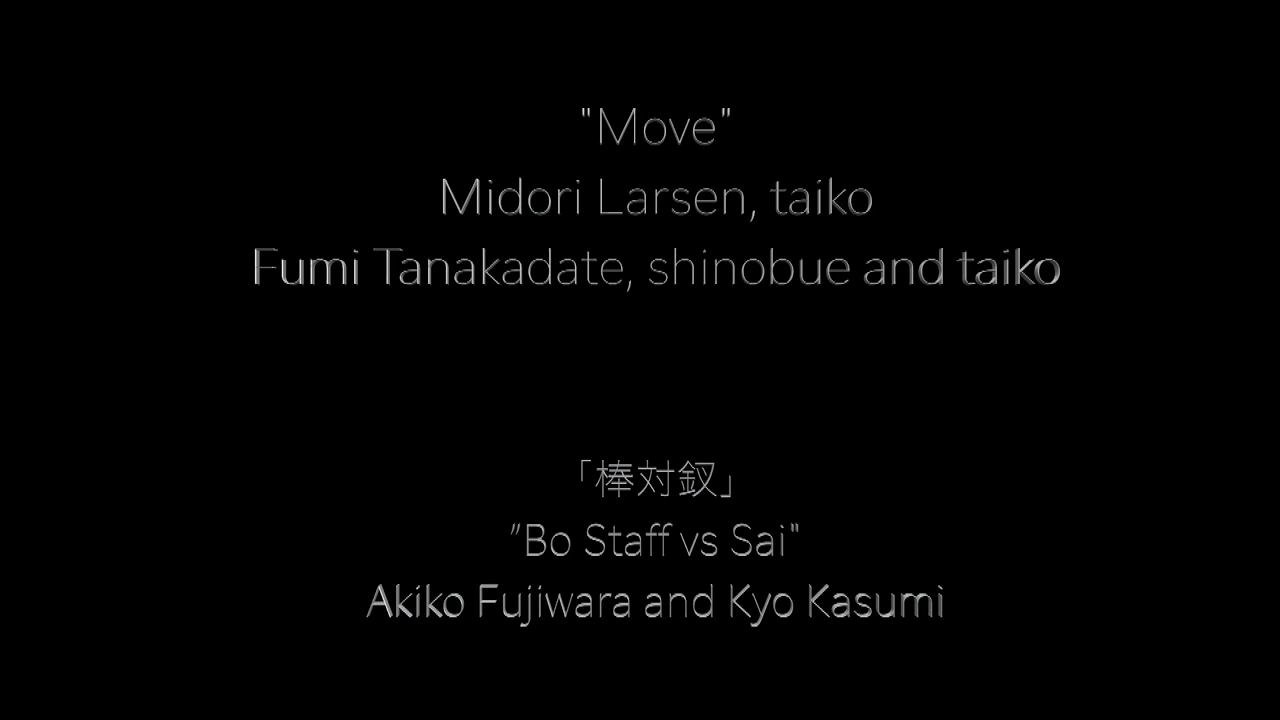 "Move"
Midori Larsen, taiko
Fumi Tanakadate, shinobue and taiko
「棒対釵」
"Bo Staff vs Sai"
Akiko Fujiwara and Kyo Kasumi